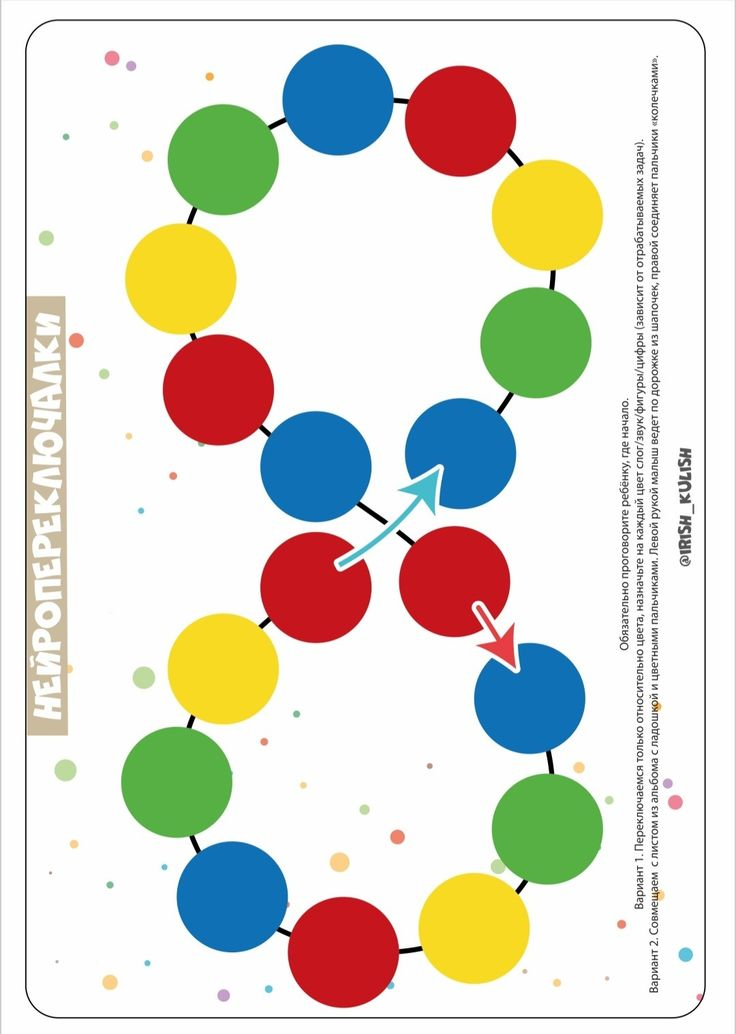 НЕЙРОПЕРЕКЛЮЧАЛКИ
Обязательно проговорите ребёнку, где начало.
Вариант 1. Переключаемся только относительно цвета, назначьте на каждый цвет слог/звук/фигуры/цифры (зависит от отрабатываемых задач).
Вариант 2. Совмещаем с листом из альбома с ладошкой и цветными пальчиками. Левой рукой малыш ведет по дорожке из шапочек, правой соединяет пальчики «колечками».
@IRISH_KULISH